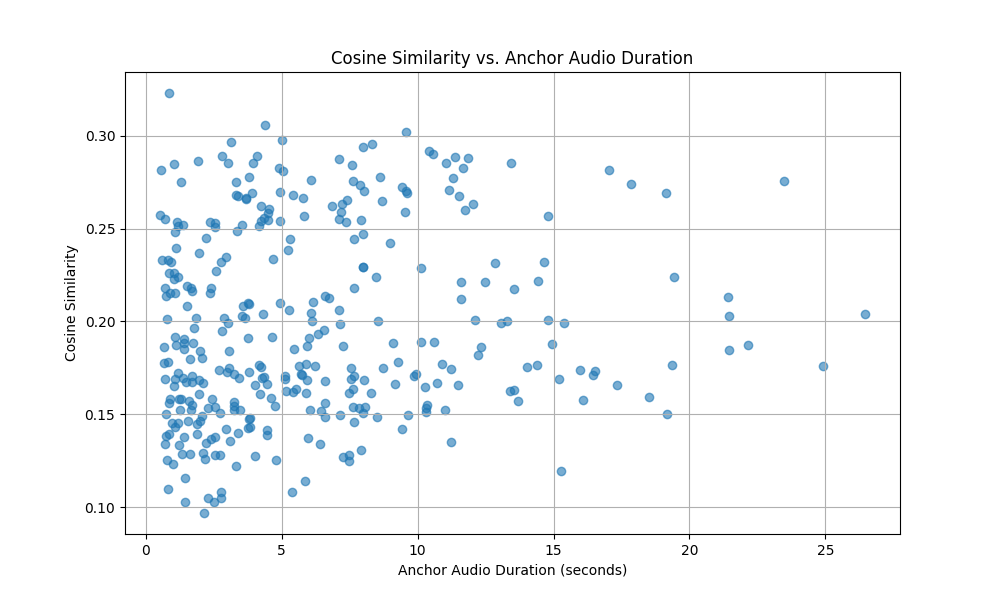 Cosine Similarity vs. Anchor Audio Duration
0.30
0.25
0.20
0.15
0.10
Cosine Similarity
0 5 10 15 20 25
Anchor Audio Duration (seconds)